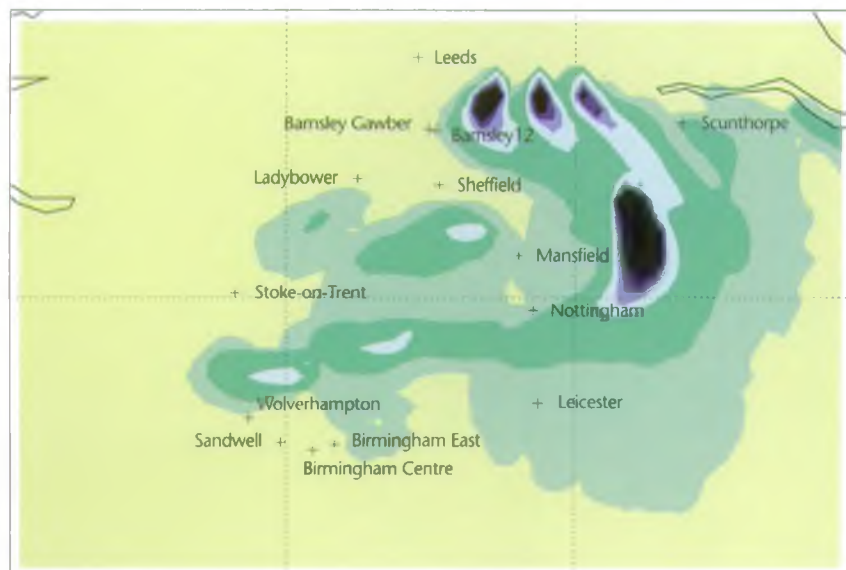 Leeds
Barnsley Gawber
Barnsley12
Scunthorpe
Ladybower
Sheffield
Mansfield
Stoke-on-Trent
Nottingham
Wolverhampton
Leicester
Sandwell
Birmingham East
Birmingham Centre